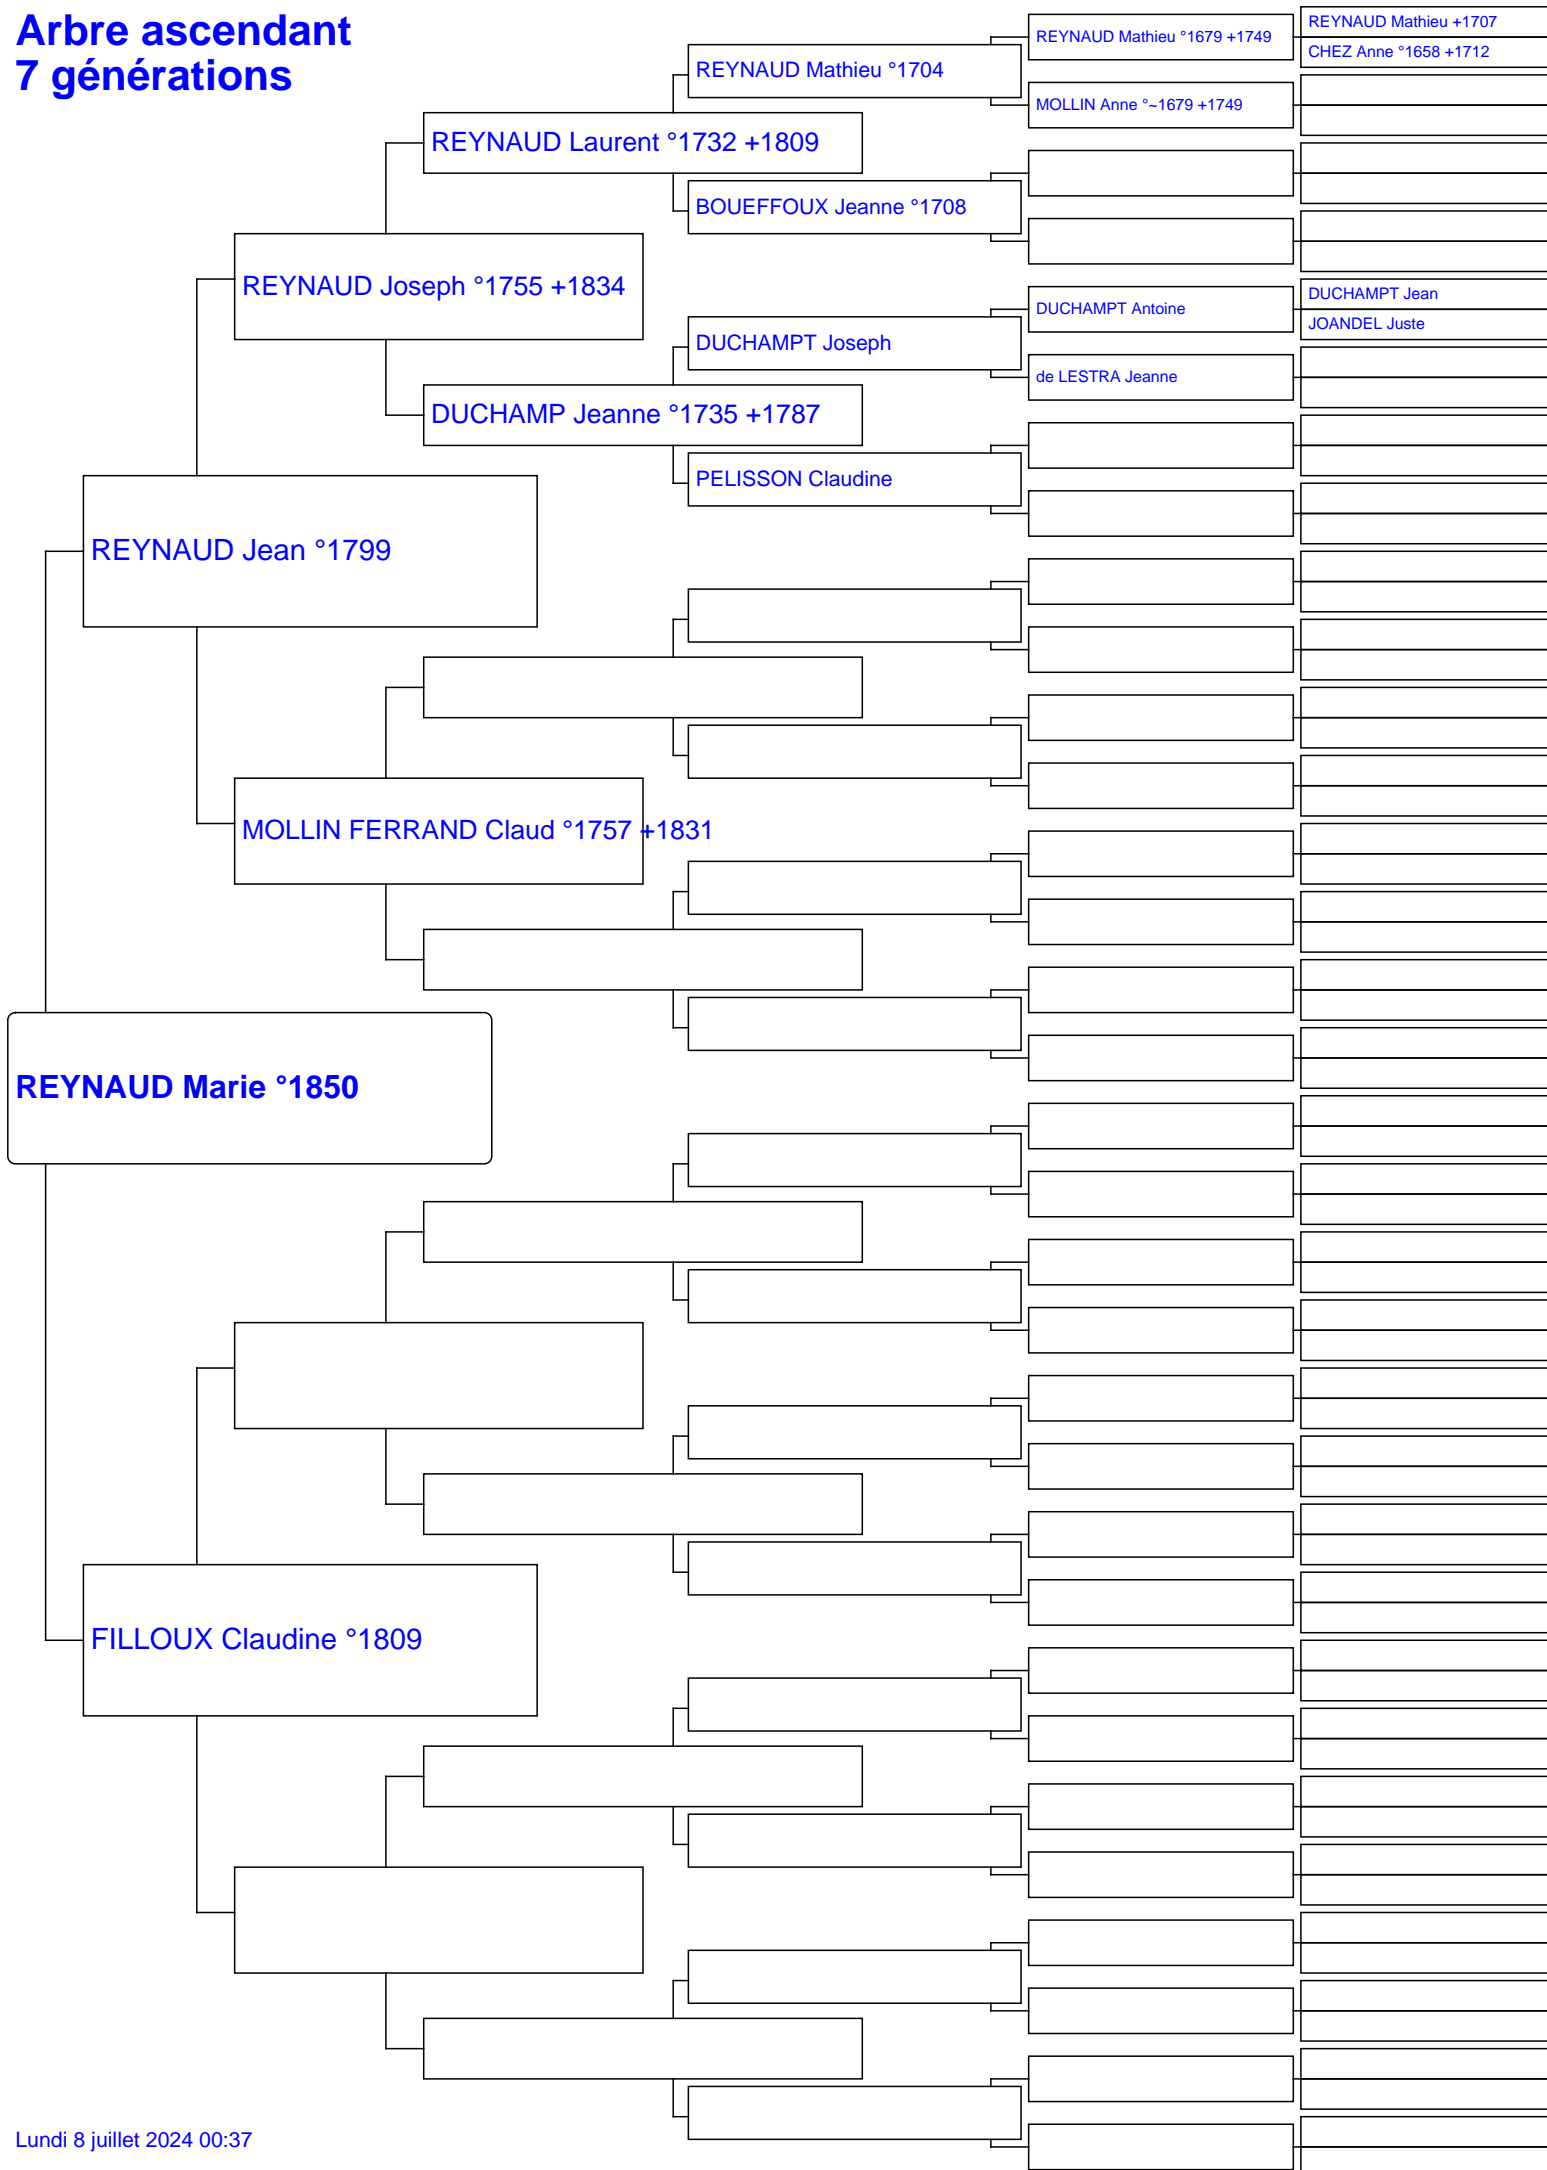 Arbre ascendant
7 générations
REYNAUD Mathieu +1707
CHEZ Anne °1658 +1712
REYNAUD Mathieu °1679 +1749
REYNAUD Mathieu °1704
MOLLIN Anne °~1679 +1749
REYNAUD Laurent °1732 +1809
BOUEFFOUX Jeanne °1708
REYNAUD Joseph °1755 +1834
DUCHAMPT Jean
JOANDEL Juste
DUCHAMPT Antoine
DUCHAMPT Joseph
de LESTRA Jeanne
DUCHAMP Jeanne °1735 +1787
PELISSON Claudine
REYNAUD Jean °1799
MOLLIN FERRAND Claud °1757 +1831
REYNAUD Marie °1850
FILLOUX Claudine °1809
Lundi 8 juillet 2024 00:37